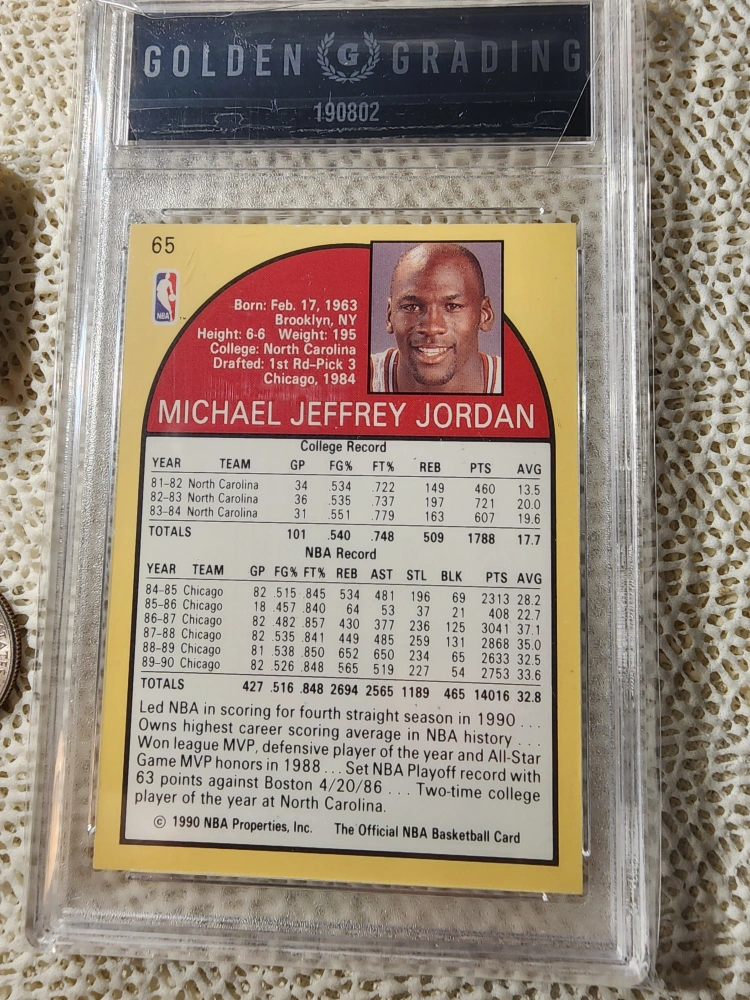 GOLDEN G GRADING
190802
65
NBA
Born: Feb. 17, 1963
Brooklyn, NY
Height: 6-6 Weight: 195
College: North Carolina
Drafted: 1st Rd–Pick 3
Chicago, 1984
MICHAEL JEFFREY JORDAN
College Record
YEAR TEAM GP FG% FT% REB PTS AVG
81-82 North Carolina 34 .534 .722 149 460 13.5
82-83 North Carolina 36 .535 .737 197 721 20.0
83-84 North Carolina 31 .551 .779 163 607 19.6
TOTALS 101 .540 .748 509 1788 17.7
NBA Record
YEAR TEAM GP FG% FT% REB AST STL BLK PTS AVG
84-85 Chicago 82 .515 .845 534 481 196 69 2313 28.2
85-86 Chicago 18 .457 .840 64 53 37 21 408 22.7
86-87 Chicago 82 .482 .857 430 377 236 125 3041 37.1
87-88 Chicago 82 .535 .841 449 485 259 131 2868 35.0
88-89 Chicago 81 .538 .850 652 650 234 65 2633 32.5
89-90 Chicago 82 .526 .848 565 519 227 54 2753 33.6
TOTALS 427 .516 .848 2694 2565 1189 465 14016 32.8
Led NBA in scoring for fourth straight season in 1990 . . .
Owns highest career scoring average in NBA history . . .
Won league MVP, defensive player of the year and All-Star
Game MVP honors in 1988 . . . Set NBA Playoff record with
63 points against Boston 4/20/86 . . . Two-time college
player of the year at North Carolina.
© 1990 NBA Properties, Inc. The Official NBA Basketball Card